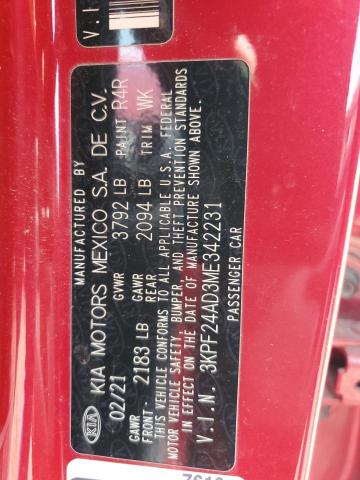 V.I
MANUFACTURED BY
KIA KIA MOTORS MEXICO S.A. DE C.V.
02/21 GVWR 3792 LB PAINT R4R
GAWR FRONT- 2183 LB GAWR REAR 2094 LB TRIM WK
THIS VEHICLE CONFORMS TO ALL APPLICABLE U.S.A. FEDERAL
MOTOR VEHICLE SAFETY, BUMPER, AND THEFT PREVENTION STANDARDS
IN EFFECT ON THE DATE OF MANUFACTURE SHOWN ABOVE.
V.I.N. 3KPF24AD3ME342231
PASSENGER CAR